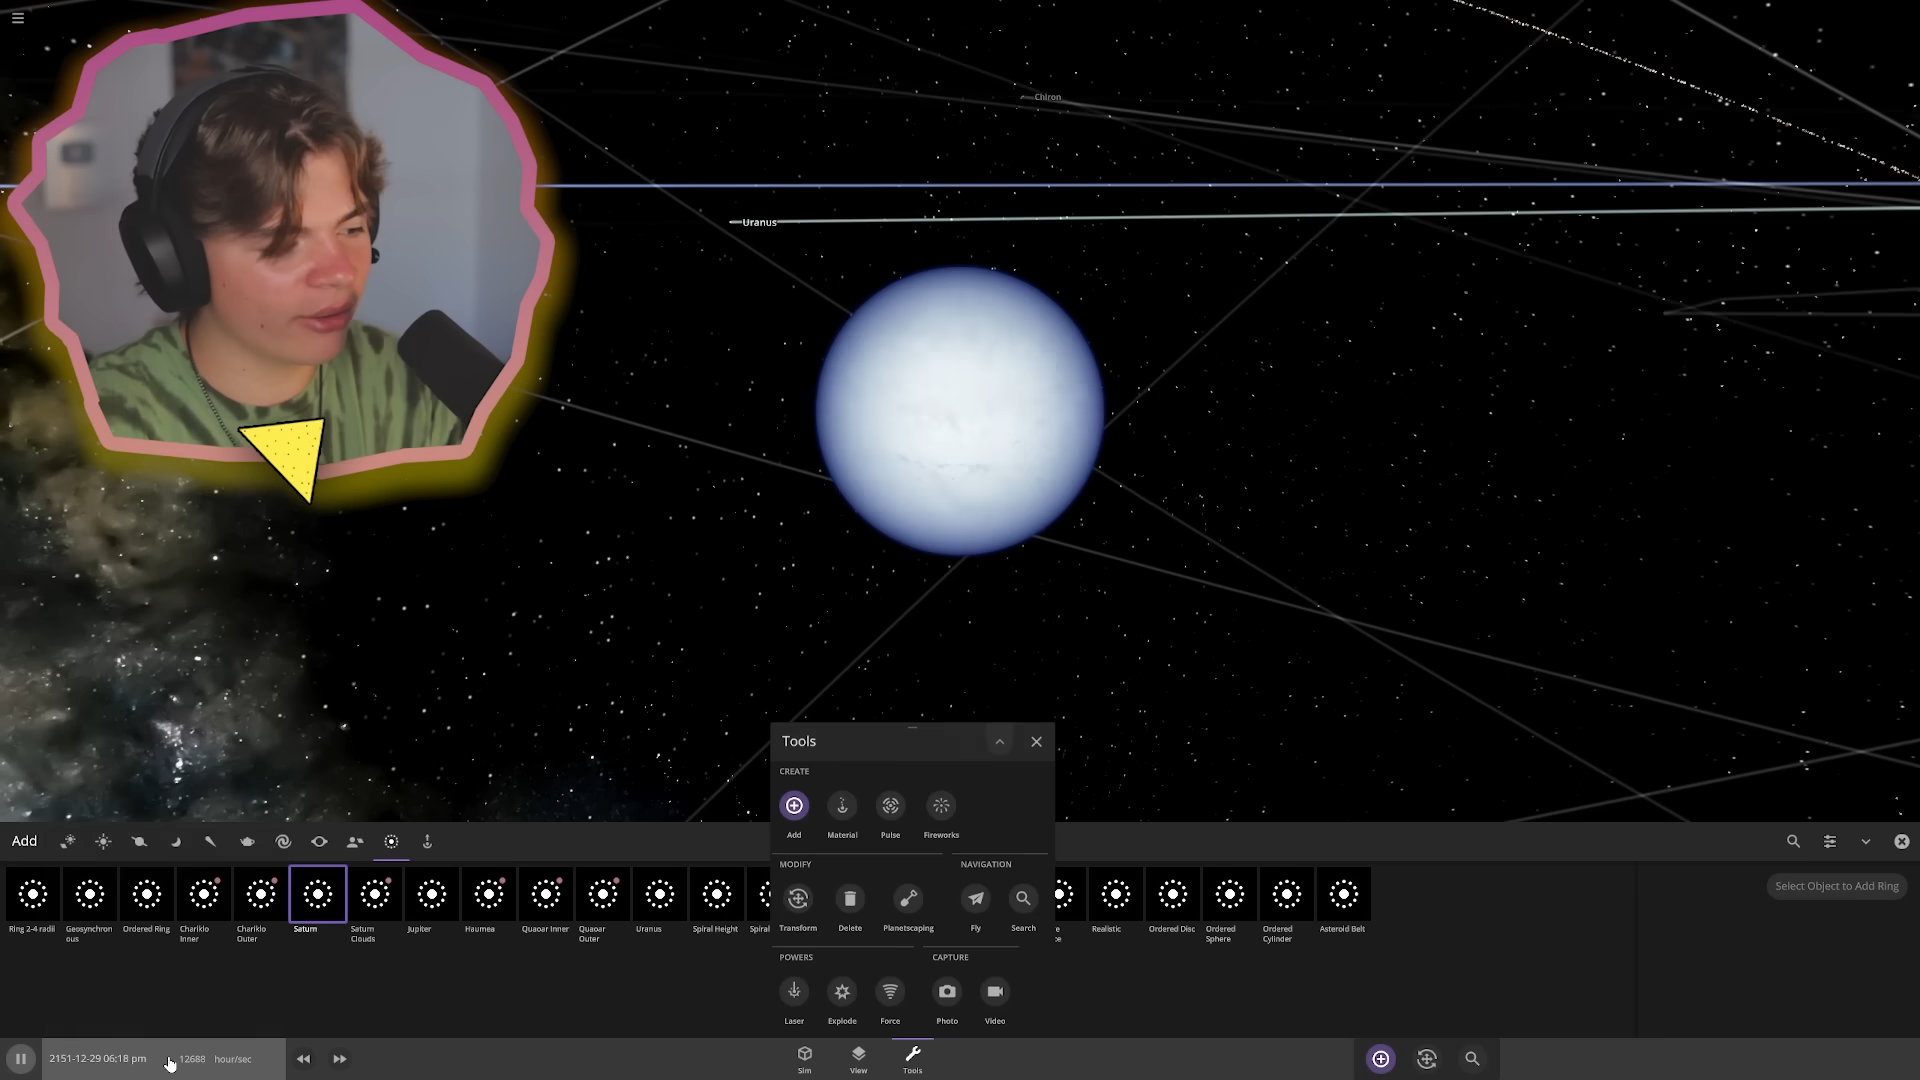 Chiron
Uranus
Tools
CREATE
Add
Material
Pulse
Fireworks
MODIFY
NAVIGATION
Transform
Delete
Planetscaping
Fly
Search
POWERS
CAPTURE
Laser
Explode
Force
Photo
Video
Add
Select Object to Add Ring
Ring 2-4 radii
Geosynchron
ous
Ordered Ring
Chariklo
Inner
Chariklo
Outer
Saturn
Saturn
Clouds
Jupiter
Haumea
Quaoar Inner
Quaoar
Outer
Uranus
Spiral Height
Spiral
Realistic
Ordered Disc
Ordered
Sphere
Ordered
Cylinder
Asteroid Belt
2151-12-29 06:18 pm
12688 hour/sec
Sim
View
Tools